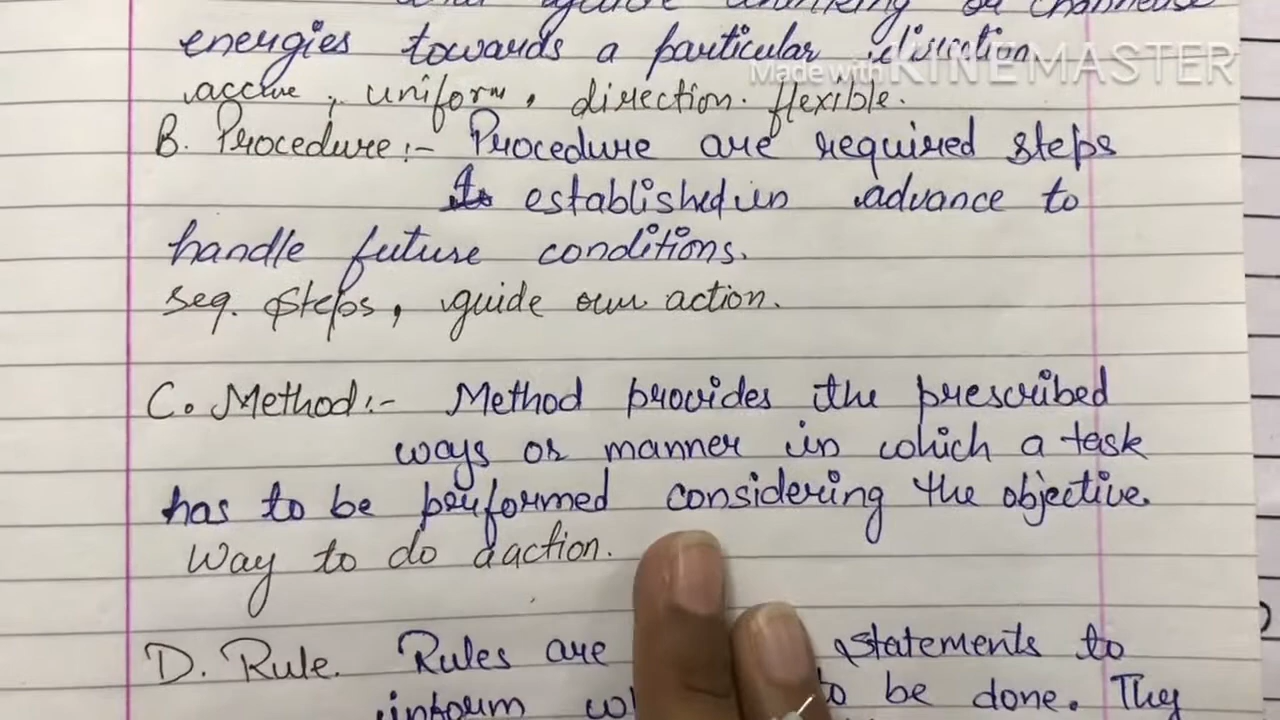 energies towards a particular direction.
Made with KINEMASTER
uniform, direction. flexible.
B. Procedure:- Procedure are required steps
established in advance to
handle future conditions.
seq. steps, guide our action.
C. Method:- Method provides the prescribed
ways or manner in which a task
has to be performed considering the objective.
Way to do action.
D. Rule. Rules are statements to
inform to be done. They